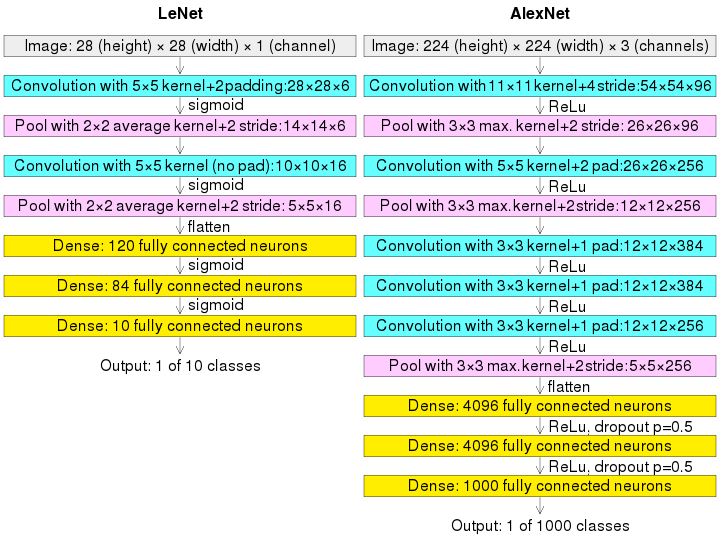 LeNet
Image: 28 (height) × 28 (width) × 1 (channel)
Convolution with 5×5 kernel+2padding:28×28×6
sigmoid
Pool with 2×2 average kernel+2 stride:14×14×6
Convolution with 5×5 kernel (no pad):10×10×16
sigmoid
Pool with 2×2 average kernel+2 stride: 5×5×16
flatten
Dense: 120 fully connected neurons
sigmoid
Dense: 84 fully connected neurons
sigmoid
Dense: 10 fully connected neurons
Output: 1 of 10 classes
AlexNet
Image: 224 (height) × 224 (width) × 3 (channels)
Convolution with 11×11 kernel+4 stride:54×54×96
ReLu
Pool with 3×3 max. kernel+2 stride: 26×26×96
Convolution with 5×5 kernel+2 pad:26×26×256
ReLu
Pool with 3×3 max.kernel+2stride:12×12×256
Convolution with 3×3 kernel+1 pad:12×12×384
ReLu
Convolution with 3×3 kernel+1 pad:12×12×384
ReLu
Convolution with 3×3 kernel+1 pad:12×12×256
ReLu
Pool with 3×3 max.kernel+2stride:5×5×256
flatten
Dense: 4096 fully connected neurons
ReLu, dropout p=0.5
Dense: 4096 fully connected neurons
ReLu, dropout p=0.5
Dense: 1000 fully connected neurons
Output: 1 of 1000 classes